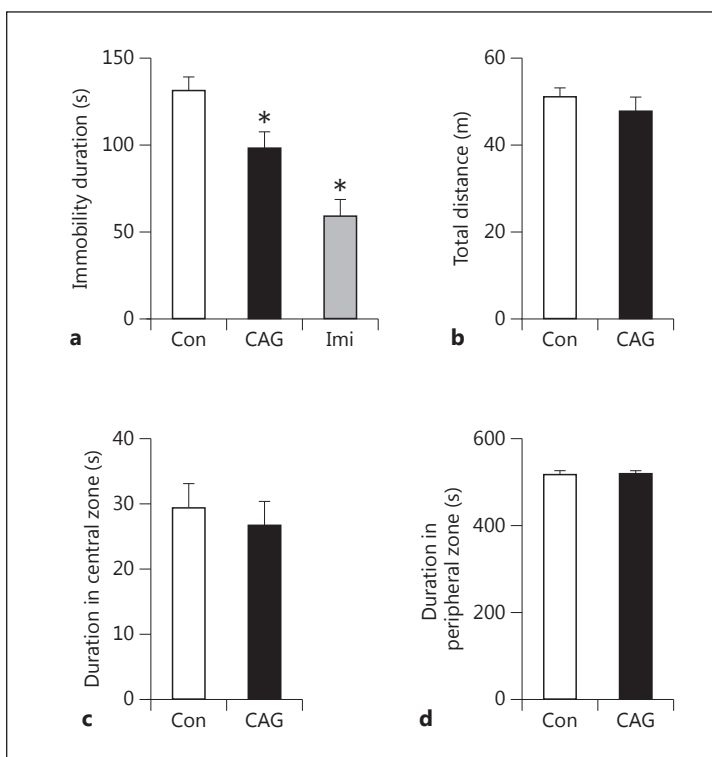 Immobility duration (s)
150
100
50
0
*
*
Con CAG Imi
a
Total distance (m)
60
40
20
0
Con CAG
b
Duration in central zone (s)
40
30
20
10
0
Con CAG
c
Duration in
peripheral zone (s)
600
400
200
0
Con CAG
d